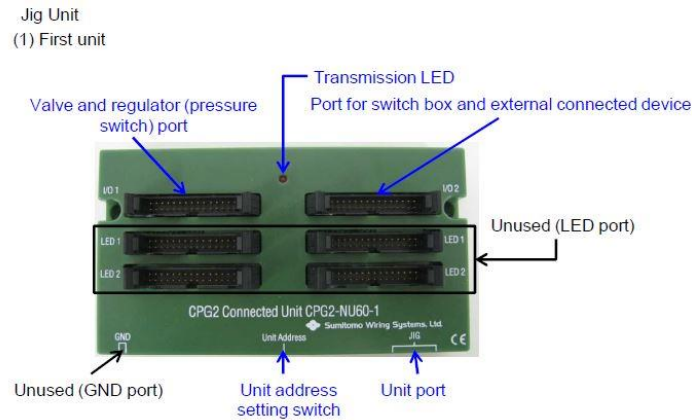 Jig Unit
(1) First unit
Transmission LED
Valve and regulator (pressure
switch) port
Port for switch box and external connected device
I/O 1
I/O 2
Unused (LED port)
LED 1
LED 1
LED 2
LED 2
CPG2 Connected Unit CPG2-NU60-1
Sumitomo Wiring Systems, Ltd.
GND
Unit Address
JIG
CE
Unused (GND port)
Unit address
setting switch
Unit port